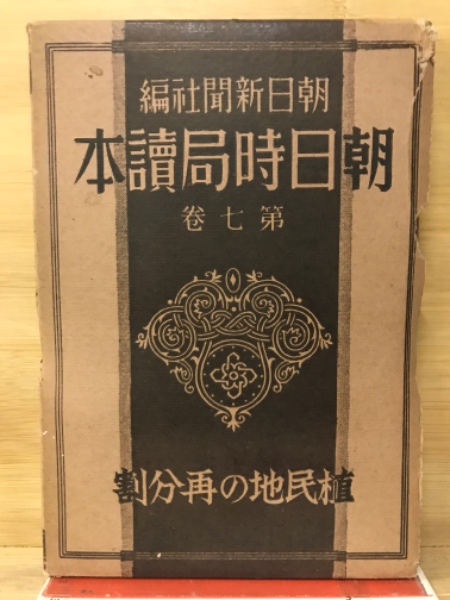 朝日新聞社編
朝日時局讀本
第七卷
植民地の再分割